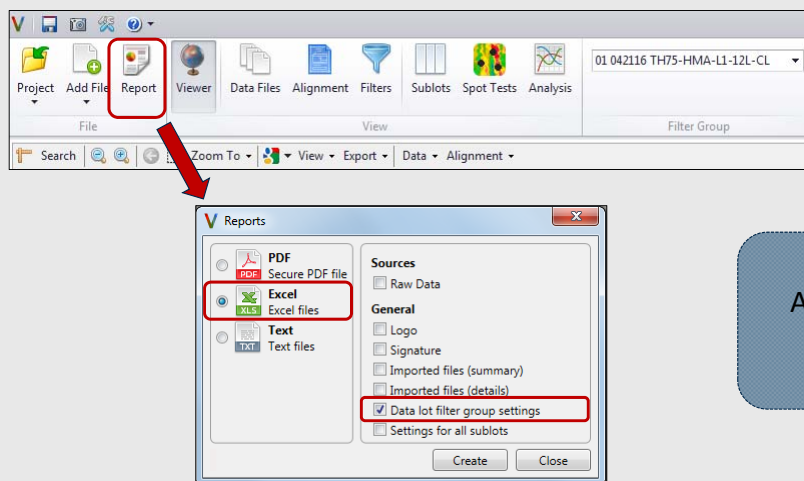 V
01 042116 TH75-HMA-L1-12L-CL
Project Add File Report Viewer Data Files Alignment Filters Sublots Spot Tests Analysis
File View Filter Group
Search Zoom To View Export Data Alignment
V Reports
PDF
PDF
Secure PDF file
XLS
Excel
Excel files
TXT
Text
Text files
Sources
Raw Data
General
Logo
Signature
Imported files (summary)
Imported files (details)
Data lot filter group settings
Settings for all sublots
Create Close
A